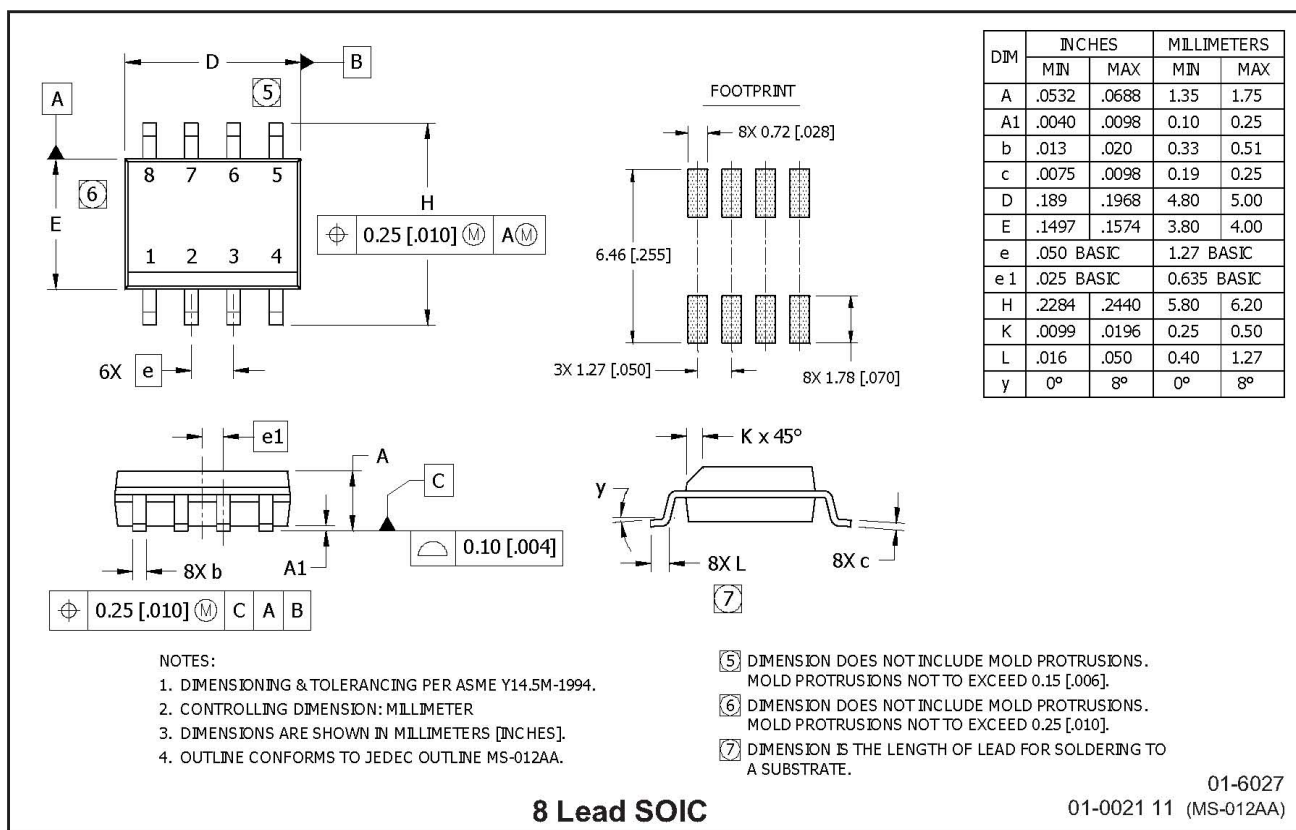 D
B
5
A
8 7 6 5
6
E
H
⌖ 0.25 [.010] Ⓜ AⓂ
1 2 3 4
6X e
FOOTPRINT
8X 0.72 [.028]
6.46 [.255]
3X 1.27 [.050]
8X 1.78 [.070]
DIM INCHES MILLIMETERS
MIN MAX MIN MAX
A .0532 .0688 1.35 1.75
A1 .0040 .0098 0.10 0.25
b .013 .020 0.33 0.51
c .0075 .0098 0.19 0.25
D .189 .1968 4.80 5.00
E .1497 .1574 3.80 4.00
e .050 BASIC 1.27 BASIC
e1 .025 BASIC 0.635 BASIC
H .2284 .2440 5.80 6.20
K .0099 .0196 0.25 0.50
L .016 .050 0.40 1.27
y 0° 8° 0° 8°
e1
A
C
0.10 [.004]
8X b
A1
⌖ 0.25 [.010] Ⓜ C A B
K x 45°
y
8X L
8X c
7
NOTES:
1. DIMENSIONING & TOLERANCING PER ASME Y14.5M-1994.
2. CONTROLLING DIMENSION: MILLIMETER
3. DIMENSIONS ARE SHOWN IN MILLIMETERS [INCHES].
4. OUTLINE CONFORMS TO JEDEC OUTLINE MS-012AA.
5 DIMENSION DOES NOT INCLUDE MOLD PROTRUSIONS.
MOLD PROTRUSIONS NOT TO EXCEED 0.15 [.006].
6 DIMENSION DOES NOT INCLUDE MOLD PROTRUSIONS.
MOLD PROTRUSIONS NOT TO EXCEED 0.25 [.010].
7 DIMENSION IS THE LENGTH OF LEAD FOR SOLDERING TO
A SUBSTRATE.
8 Lead SOIC
01-6027
01-0021 11 (MS-012AA)